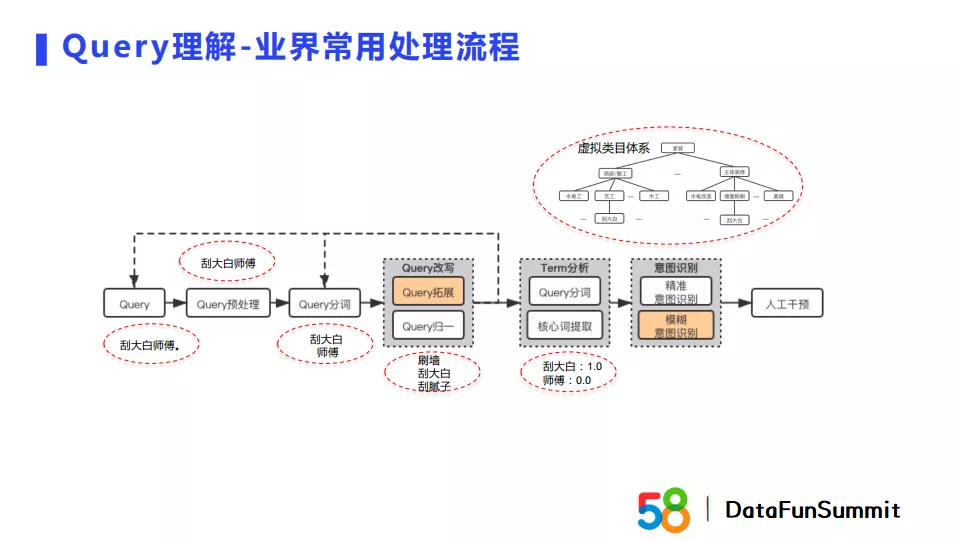 Query理解-业界常用处理流程
虚拟类目体系
家装
局部/散工
...
主体装修
水电工
瓦工
...
木工
水电改造
墙面粉刷
...
美缝
...
刮大白
...
...
刮大白
...
刮大白师傅
Query改写
Term分析
意图识别
Query
Query预处理
Query分词
Query拓展
Query归一
Query分词
核心词提取
精准
意图识别
模糊
意图识别
人工干预
刮大白师傅。
刮大白
师傅
刷墙
刮大白
刮腻子
刮大白：1.0
师傅：0.0
58
DataFunSummit